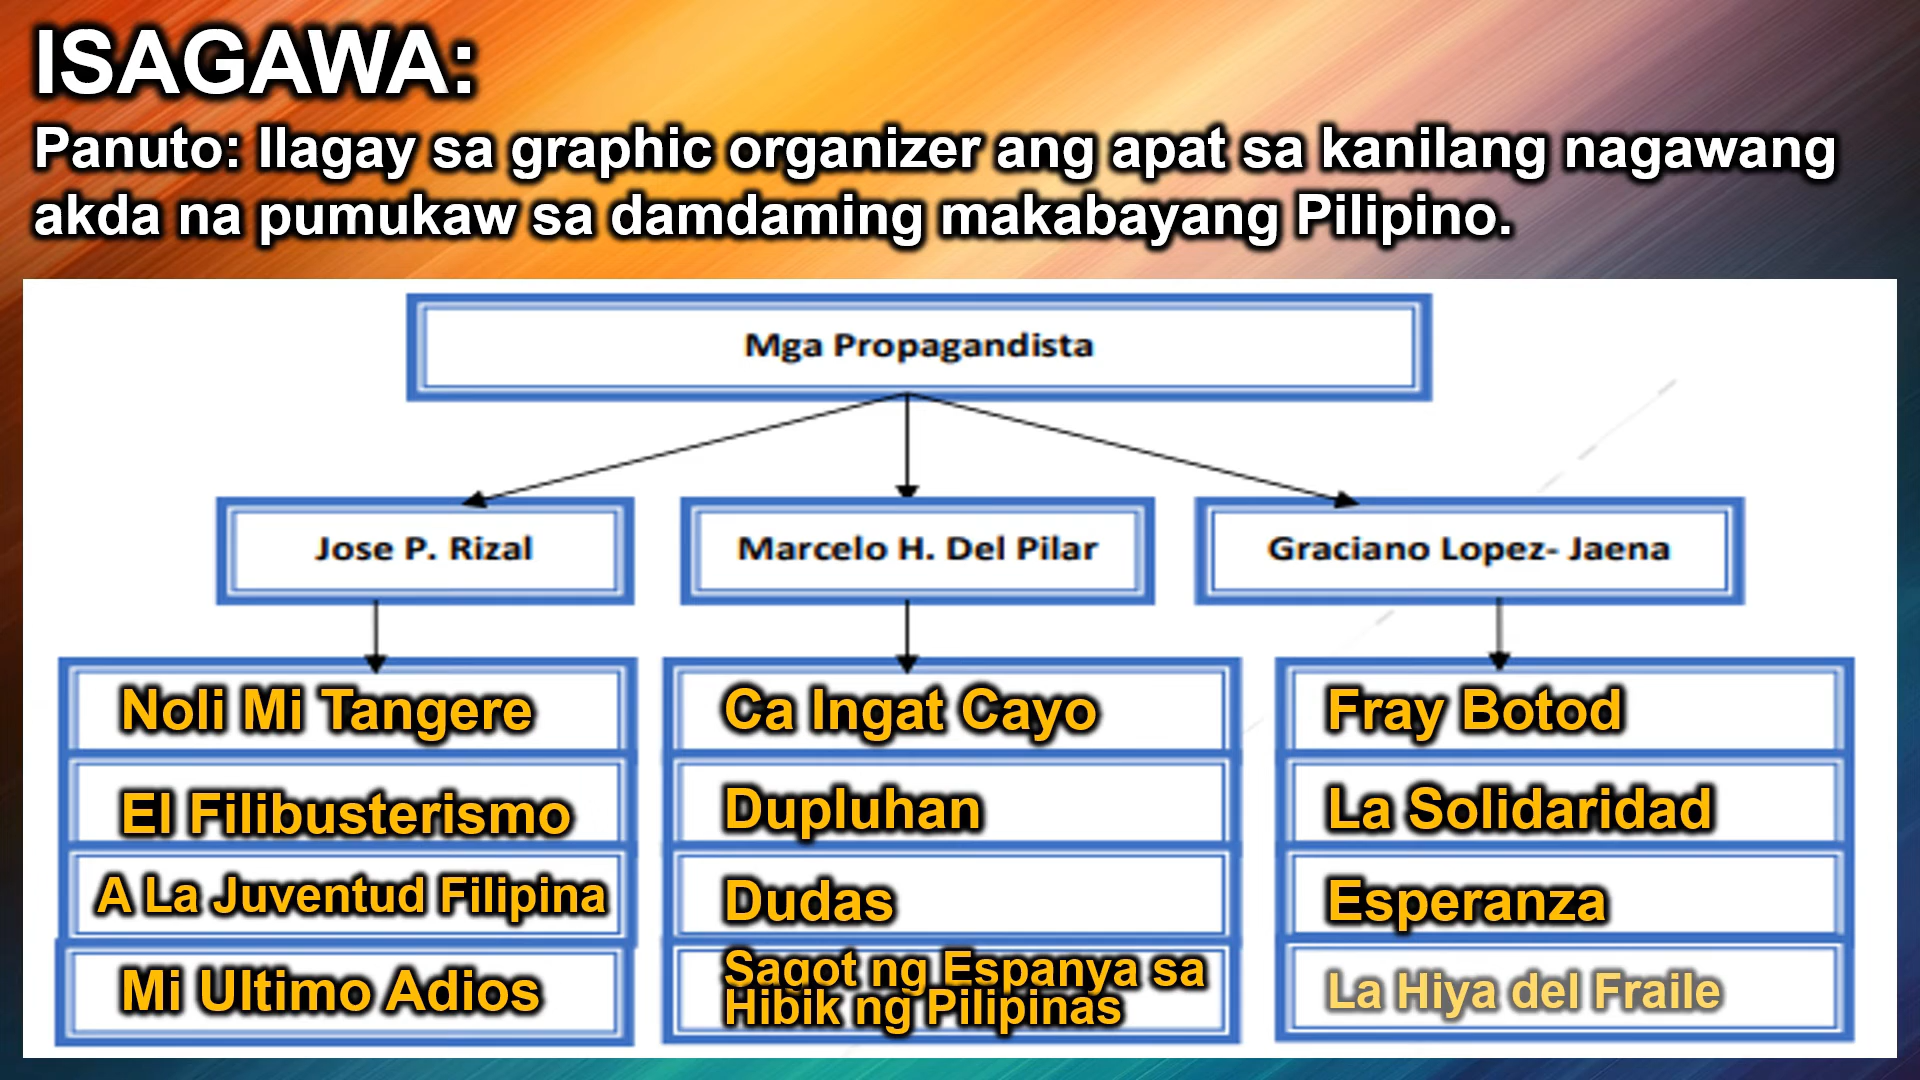 ISAGAWA:
Panuto: Ilagay sa graphic organizer ang apat sa kanilang nagawang
akda na pumukaw sa damdaming makabayang Pilipino.
Mga Propagandista
Jose P. Rizal
Marcelo H. Del Pilar
Graciano Lopez- Jaena
Noli Mi Tangere
El Filibusterismo
A La Juventud Filipina
Mi Ultimo Adios
Ca Ingat Cayo
Dupluhan
Dudas
Sagot ng Espanya sa
Hibik ng Pilipinas
Fray Botod
La Solidaridad
Esperanza
La Hiya del Fraile